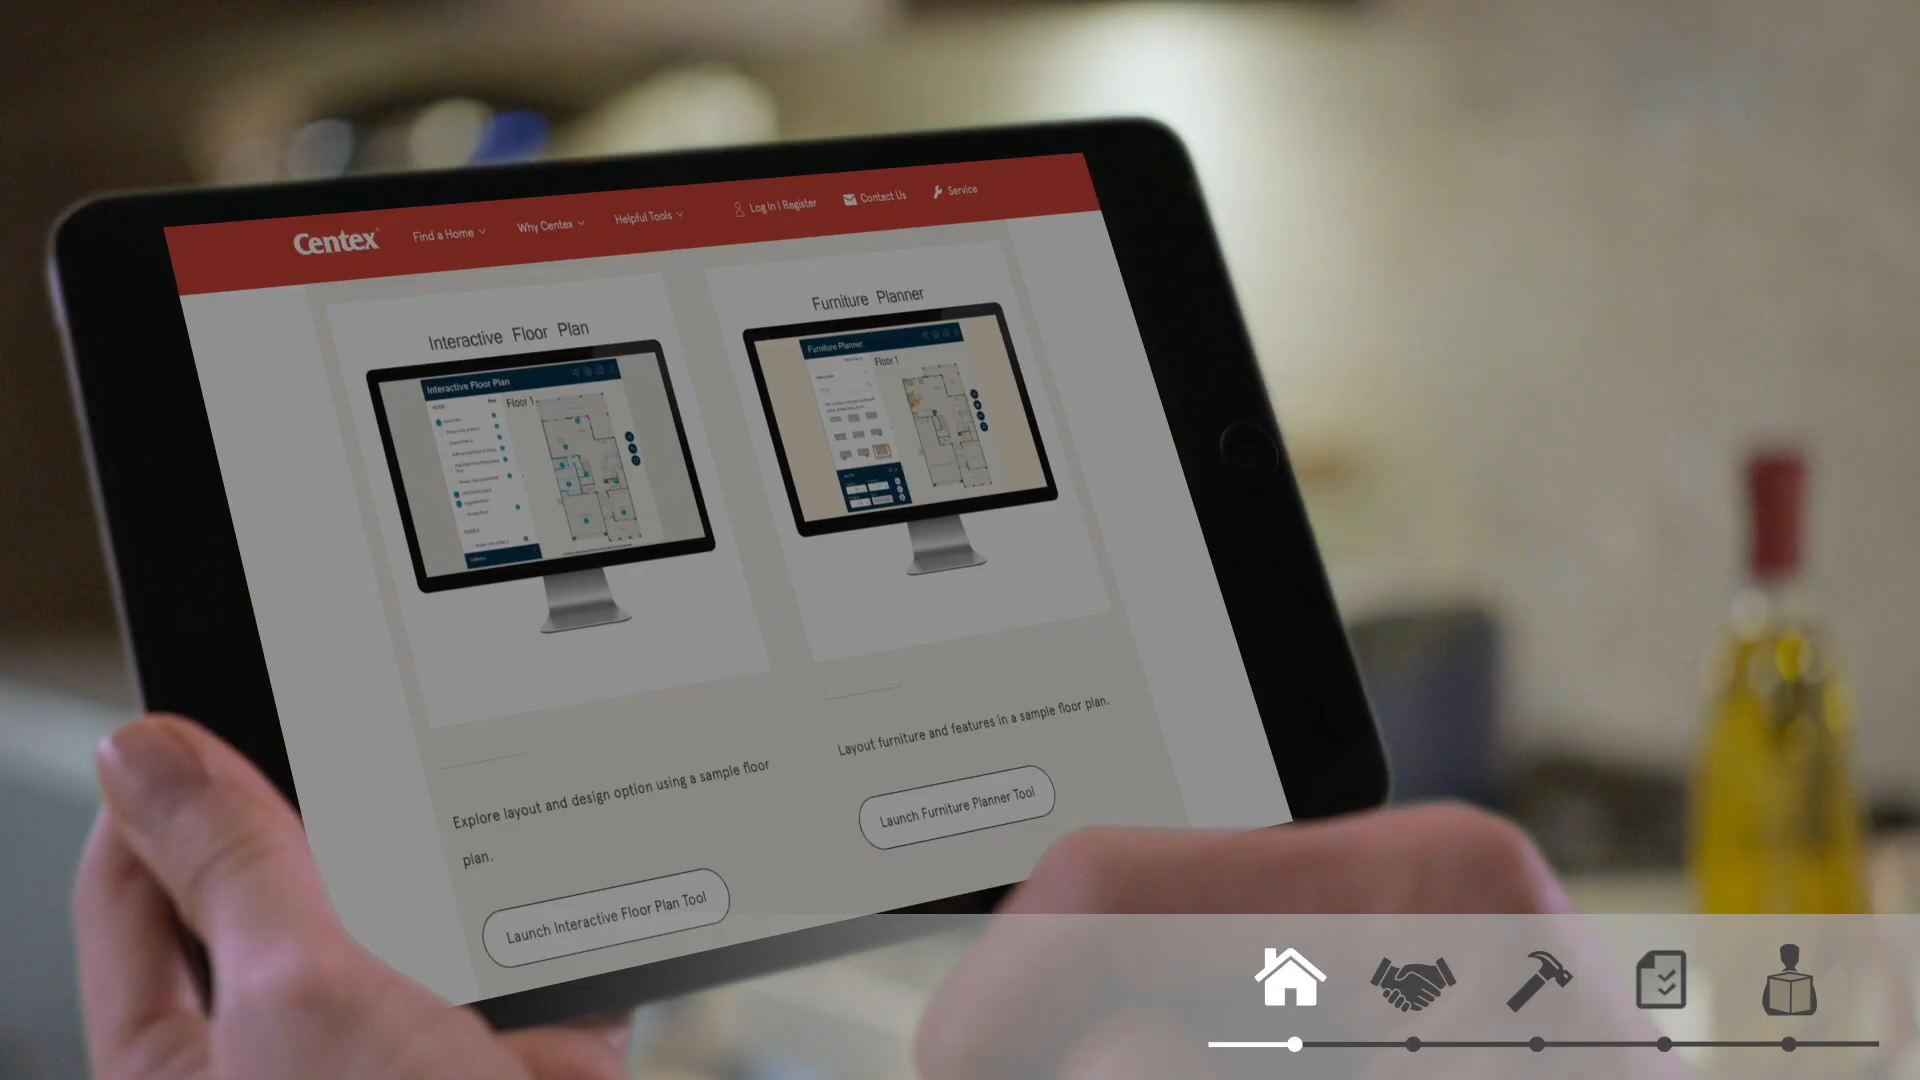 Centex
Find a Home
Why Centex
Helpful Tools
Log In | Register
Contact Us
Service
Interactive Floor Plan
Interactive Floor Plan
Floor 1
Furniture Planner
Furniture Planner
Floor 1
Explore layout and design option using a sample floor
plan.
Launch Interactive Floor Plan Tool
Layout furniture and features in a sample floor plan.
Launch Furniture Planner Tool